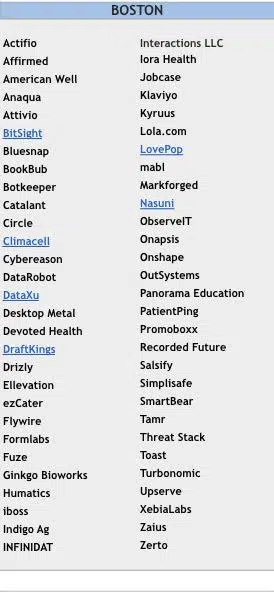 BOSTON
Actifio
Affirmed
American Well
Anaqua
Attivio
BitSight
Bluesnap
BookBub
Botkeeper
Catalant
Circle
Climacell
Cybereason
DataRobot
DataXu
Desktop Metal
Devoted Health
DraftKings
Drizly
Ellevation
ezCater
Flywire
Formlabs
Fuze
Ginkgo Bioworks
Humatics
iboss
Indigo Ag
INFINIDAT
Interactions LLC
Iora Health
Jobcase
Klaviyo
Kyruus
Lola.com
LovePop
mabl
Markforged
Nasuni
ObserveIT
Onapsis
Onshape
OutSystems
Panorama Education
PatientPing
Promoboxx
Recorded Future
Salsify
Simplisafe
SmartBear
Tamr
Threat Stack
Toast
Turbonomic
Upserve
XebiaLabs
Zaius
Zerto